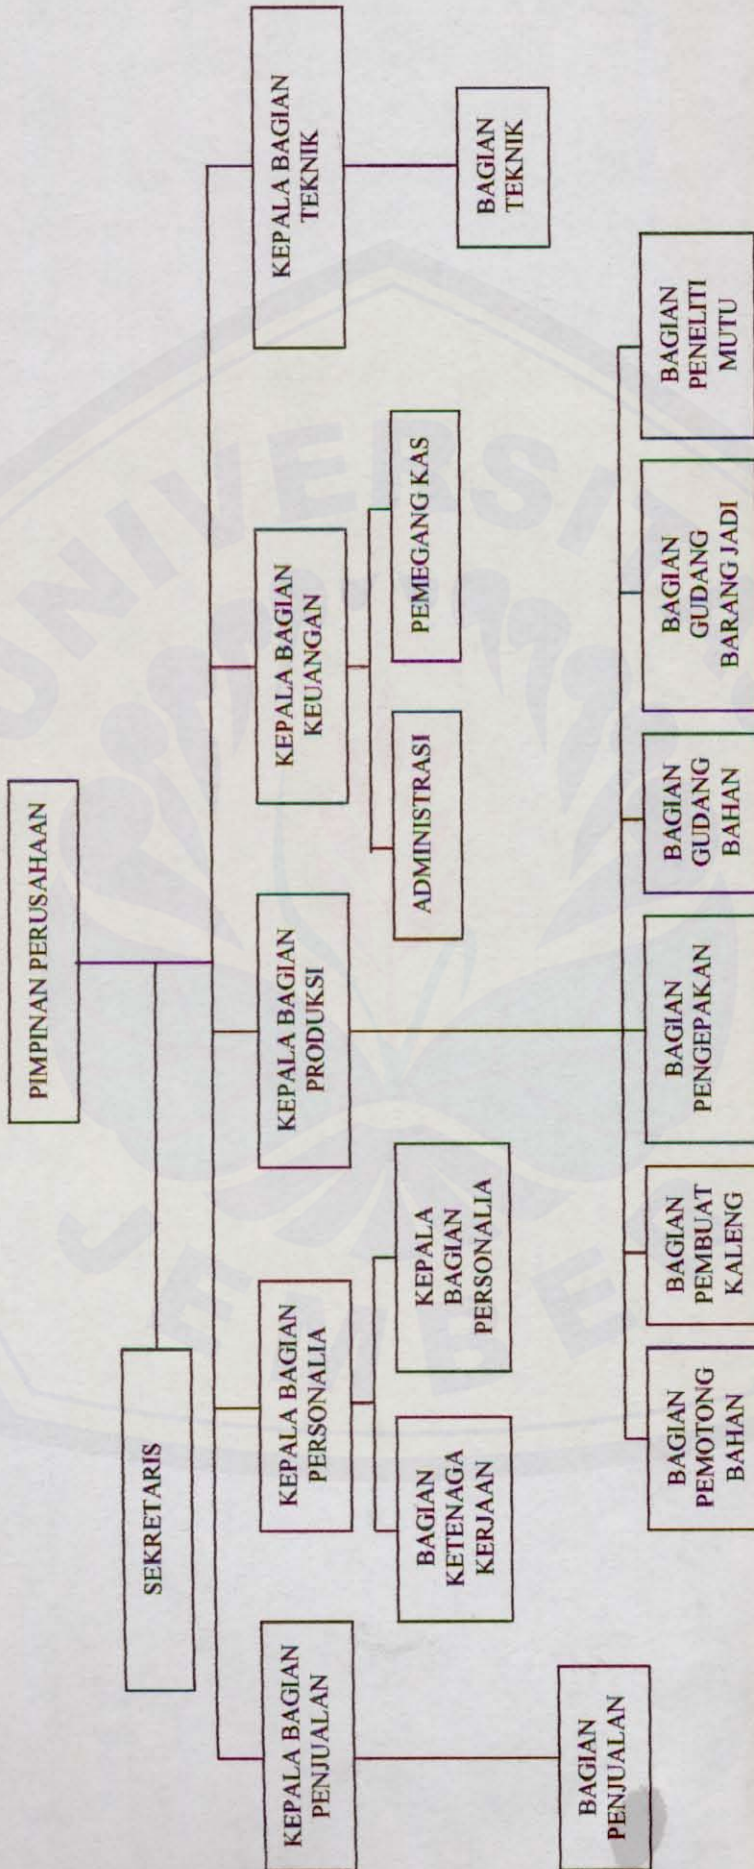 PIMPINAN PERUSAHAAN
SEKRETARIS
KEPALA BAGIAN
PENJUALAN
KEPALA BAGIAN
PERSONALIA
KEPALA BAGIAN
PRODUKSI
KEPALA BAGIAN
KEUANGAN
KEPALA BAGIAN
TEKNIK
BAGIAN
KETENAGA
KERJAAN
KEPALA
BAGIAN
PERSONALIA
ADMINISTRASI
PEMEGANG KAS
BAGIAN
TEKNIK
BAGIAN
PENJUALAN
BAGIAN
PEMOTONG
BAHAN
BAGIAN
PEMBUAT
KALENG
BAGIAN
PENGEPAKAN
BAGIAN
GUDANG
BAHAN
BAGIAN
GUDANG
BARANG JADI
BAGIAN
PENELITI
MUTU
UNIVERSITAS
JEMBER